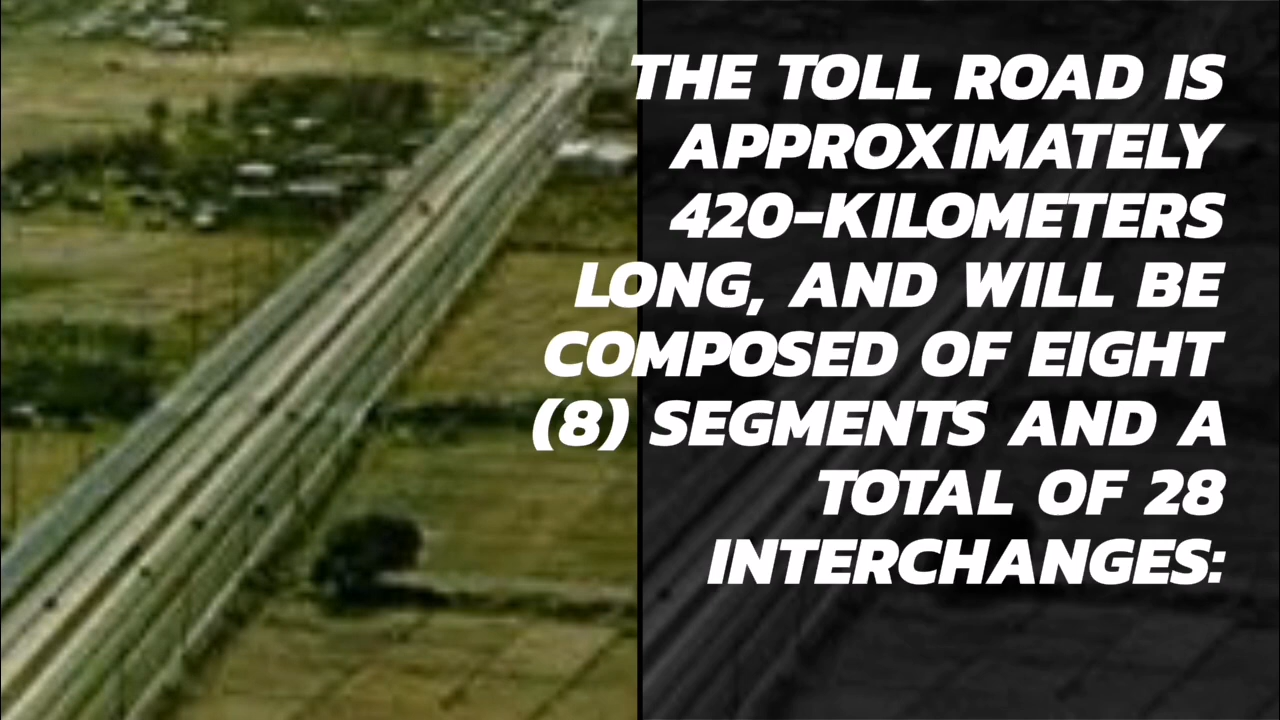 THE TOLL ROAD IS
APPROXIMATELY
420-KILOMETERS
LONG, AND WILL BE
COMPOSED OF EIGHT
(8) SEGMENTS AND A
TOTAL OF 28
INTERCHANGES: